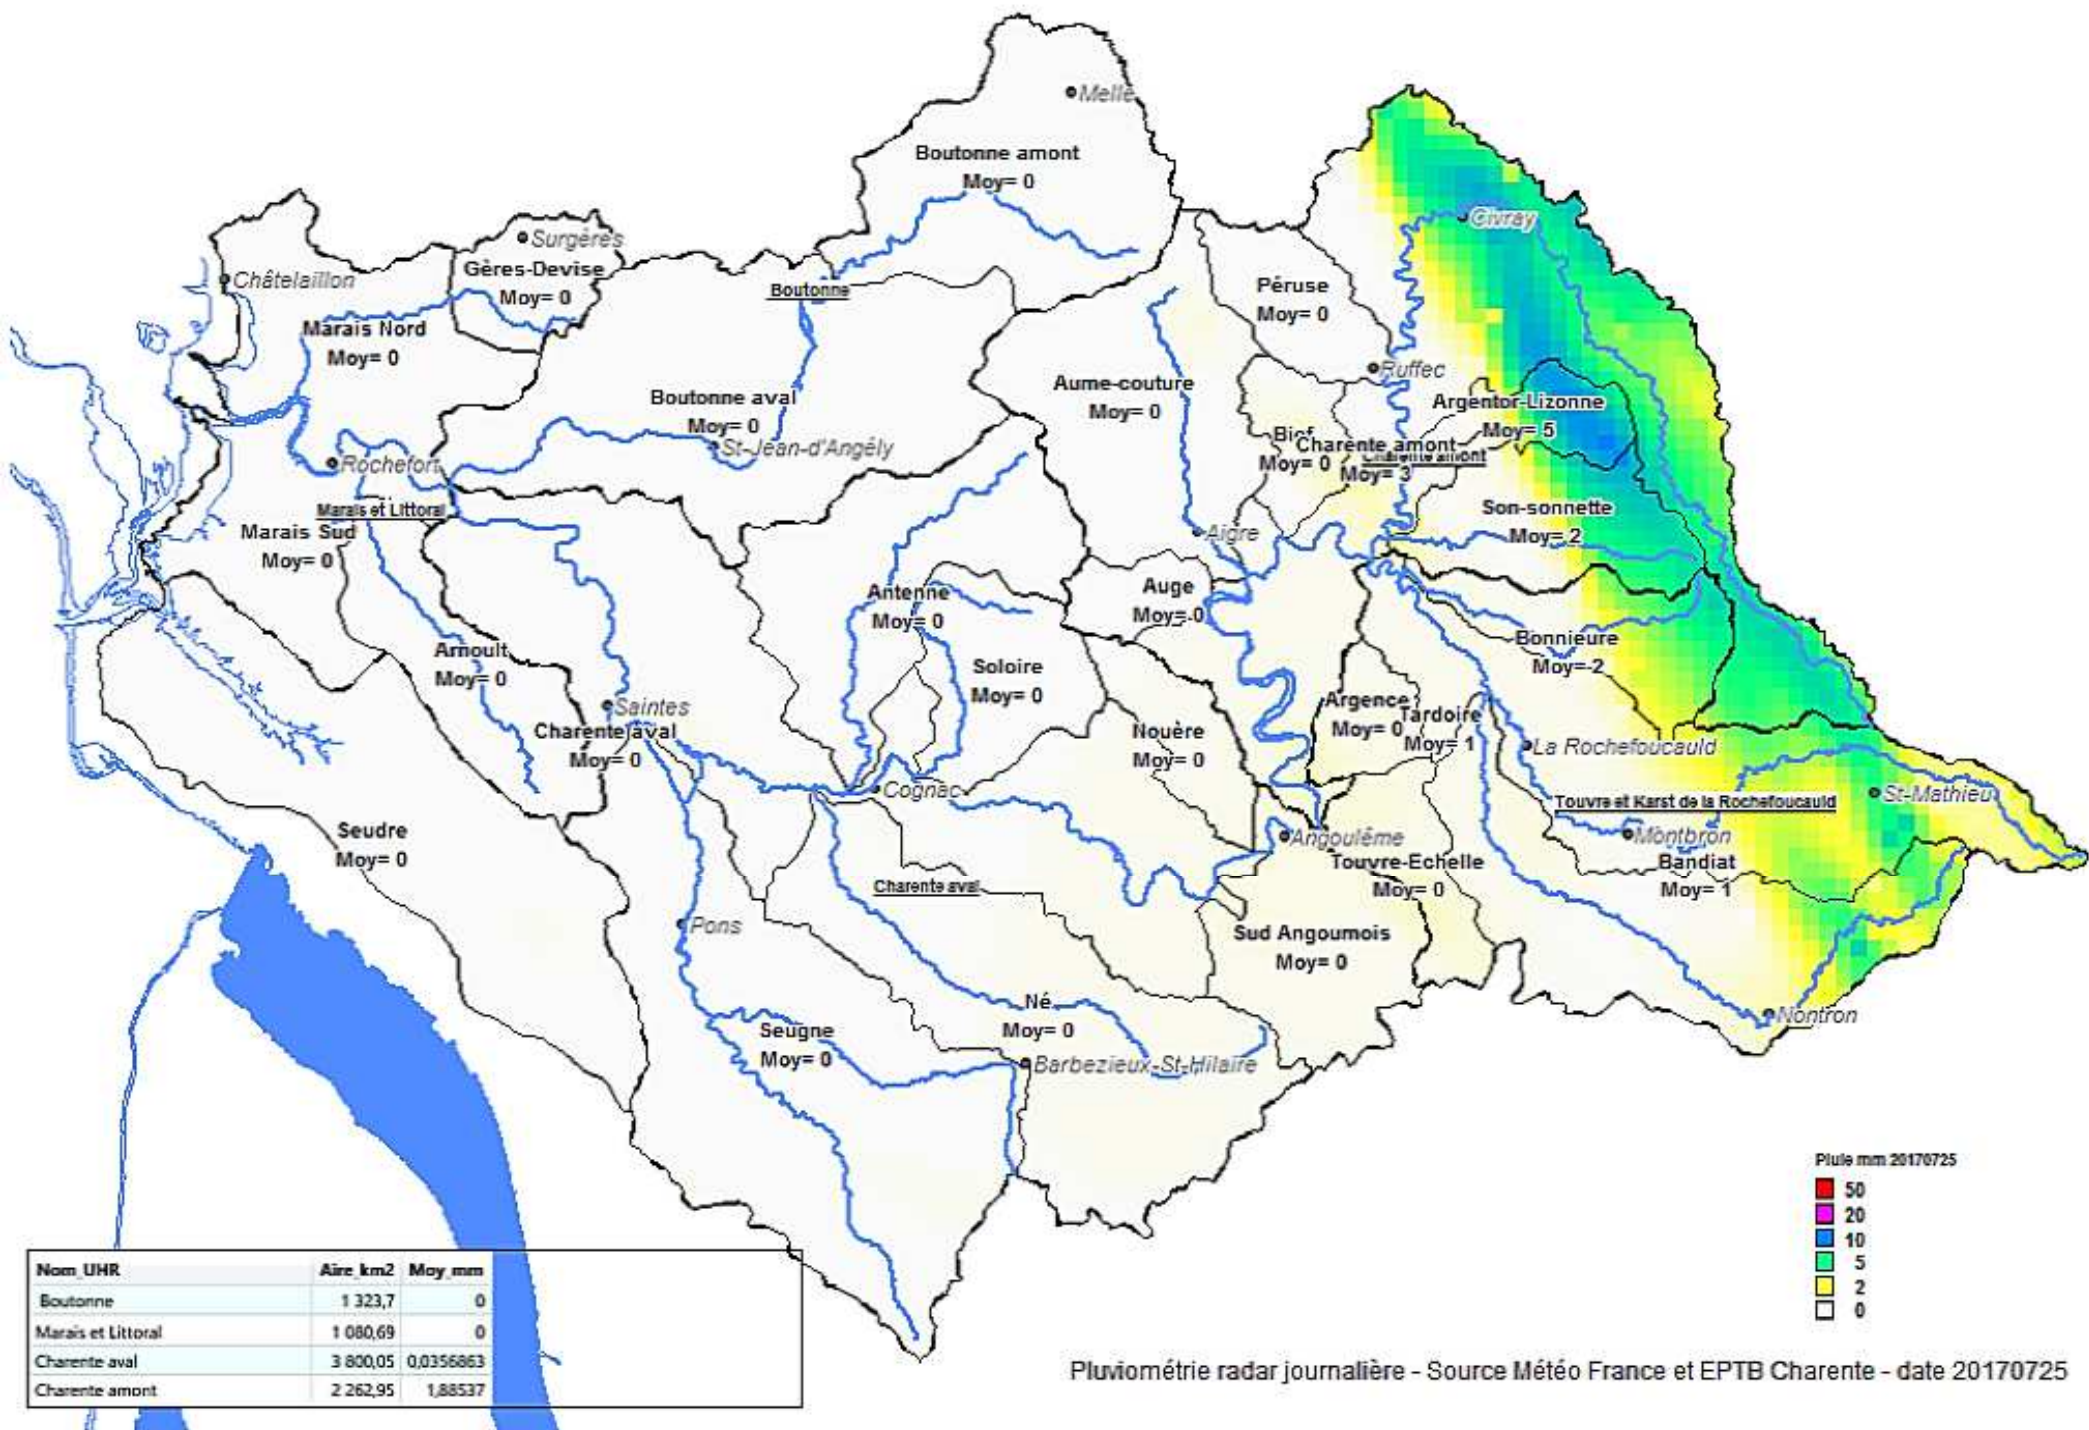 Melle
Boutonne amont
Moy= 0
Surgères
Gères-Devise
Moy= 0
Châtelaillon
Boutonne
Civray
Péruse
Moy= 0
Marais Nord
Moy= 0
Ruffec
Aume-couture
Moy= 0
Boutonne aval
Moy= 0
St-Jean-d'Angély
Argentor-Lizonne
Moy= 5
Bief
Moy= 0
Charente amont
Moy= 3
Charente amont
Rochefort
Marais et Littoral
Marais Sud
Moy= 0
Son-sonnette
Moy= 2
Aigre
Antenne
Moy= 0
Auge
Moy= 0
Bonnieure
Moy= 2
Arnoult
Moy= 0
Soloire
Moy= 0
Saintes
Charente aval
Moy= 0
Nouère
Moy= 0
Argence
Moy= 0
Tardoire
Moy= 1
La Rochefoucauld
Cognac
St-Mathieu
Touvre et Karst de la Rochefoucauld
Seudre
Moy= 0
Angoulême
Montbron
Touvre-Echelle
Moy= 0
Bandiat
Moy= 1
Charente aval
Pons
Sud Angoumois
Moy= 0
Né
Moy= 0
Nontron
Seugne
Moy= 0
Barbezieux-St-Hilaire
Pluie mm 20170725
50
20
10
5
2
0
Nom_UHR Aire_km2 Moy_mm
Boutonne 1 323,7 0
Marais et Littoral 1 080,69 0
Charente aval 3 800,05 0,0356863
Charente amont 2 262,95 1,88537
Pluviométrie radar journalière - Source Météo France et EPTB Charente - date 20170725